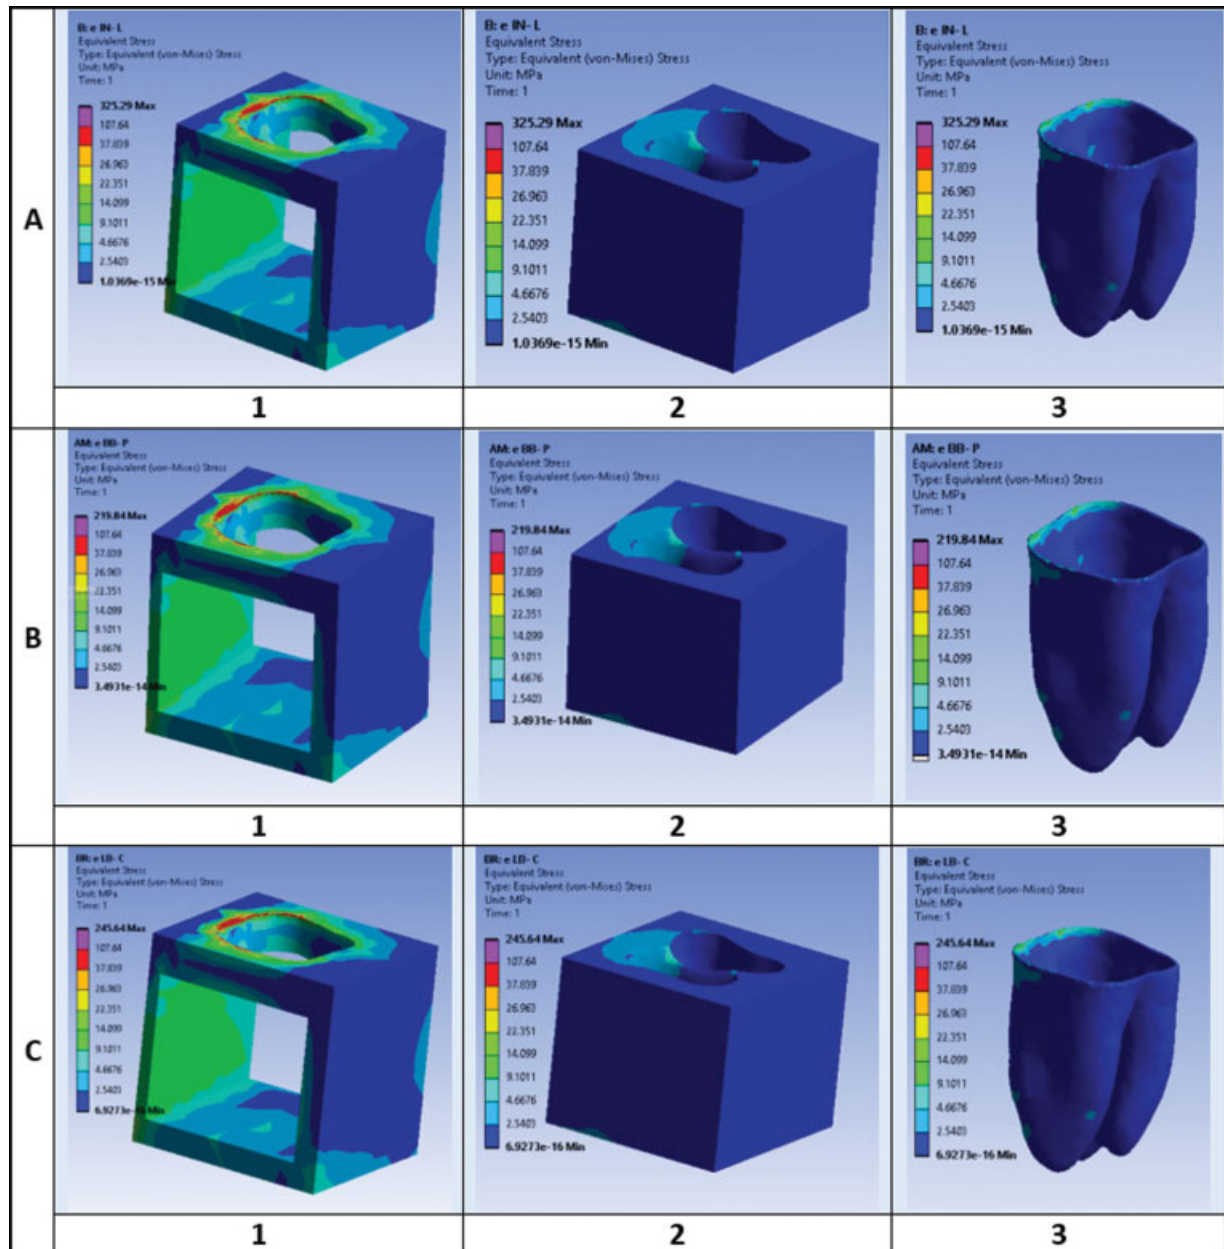 A
B: e IN- L
Equivalent Stress
Type: Equivalent (von-Mises) Stress
Unit: MPa
Time: 1
325.29 Max
107.64
37.839
26.963
22.351
14.099
9.1011
4.6676
2.5403
1.0369e-15 Min
B: e IN- L
Equivalent Stress
Type: Equivalent (von-Mises) Stress
Unit: MPa
Time: 1
325.29 Max
107.64
37.839
26.963
22.351
14.099
9.1011
4.6676
2.5403
1.0369e-15 Min
B: e IN- L
Equivalent Stress
Type: Equivalent (von-Mises) Stress
Unit: MPa
Time: 1
325.29 Max
107.64
37.839
26.963
22.351
14.099
9.1011
4.6676
2.5403
1.0369e-15 Min
1
2
3
B
AM: e BB- P
Equivalent Stress
Type: Equivalent (von-Mises) Stress
Unit: MPa
Time: 1
219.84 Max
107.64
37.839
26.963
22.351
14.099
9.1011
4.6676
2.5403
3.4931e-14 Min
AM: e BB- P
Equivalent Stress
Type: Equivalent (von-Mises) Stress
Unit: MPa
Time: 1
219.84 Max
107.64
37.839
26.963
22.351
14.099
9.1011
4.6676
2.5403
3.4931e-14 Min
AM: e BB- P
Equivalent Stress
Type: Equivalent (von-Mises) Stress
Unit: MPa
Time: 1
219.84 Max
107.64
37.839
26.963
22.351
14.099
9.1011
4.6676
2.5403
3.4931e-14 Min
1
2
3
C
BR: e LB- C
Equivalent Stress
Type: Equivalent (von-Mises) Stress
Unit: MPa
Time: 1
245.64 Max
107.64
37.839
26.963
22.351
14.099
9.1011
4.6676
2.5403
6.9273e-16 Min
BR: e LB- C
Equivalent Stress
Type: Equivalent (von-Mises) Stress
Unit: MPa
Time: 1
245.64 Max
107.64
37.839
26.963
22.351
14.099
9.1011
4.6676
2.5403
6.9273e-16 Min
BR: e LB- C
Equivalent Stress
Type: Equivalent (von-Mises) Stress
Unit: MPa
Time: 1
245.64 Max
107.64
37.839
26.963
22.351
14.099
9.1011
4.6676
2.5403
6.9273e-16 Min
1
2
3